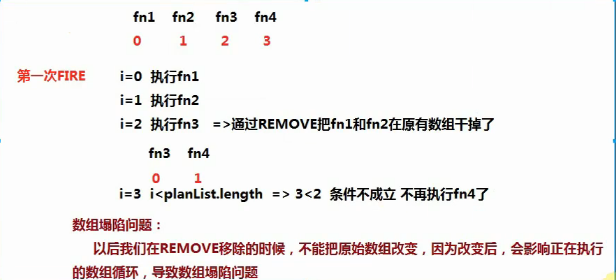 fn1 fn2 fn3 fn4
0 1 2 3
第一次FIRE i=0 执行fn1
i=1 执行fn2
i=2 执行fn3 =>通过REMOVE把fn1和fn2在原有数组干掉了
fn3 fn4
0 1
i=3 i<planList.length => 3<2 条件不成立 不再执行fn4了
数组塌陷问题：
以后我们在REMOVE移除的时候，不能把原始数组改变，因为改变后，会影响正在执行
的数组循环，导致数组塌陷问题